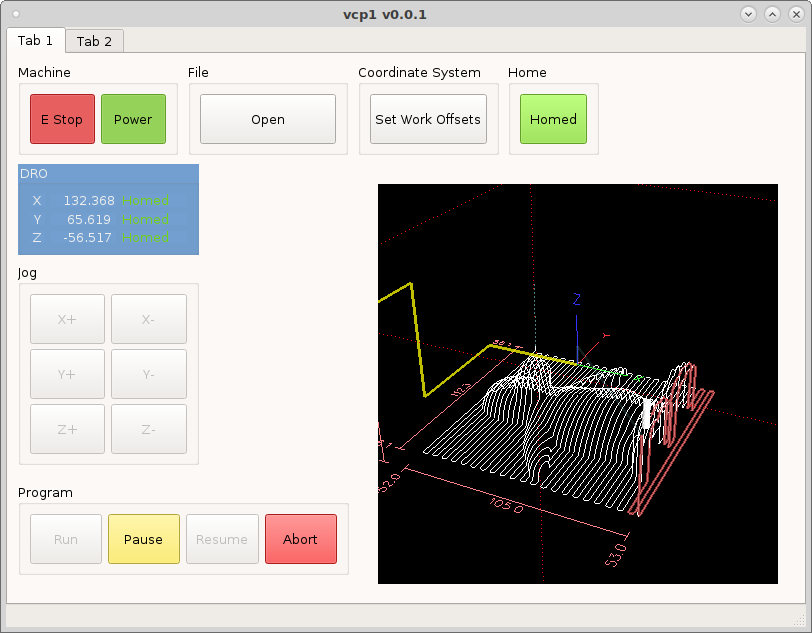 vcp1 v0.0.1
Tab 1 Tab 2
Machine File Coordinate System Home
E Stop Power Open Set Work Offsets Homed
DRO
X 132.368 Homed
Y 65.619 Homed
Z -56.517 Homed
Jog
X+ X-
Y+ Y-
Z+ Z-
Program
Run Pause Resume Abort
Z
Y
112.3
52.0
105.0
53.0